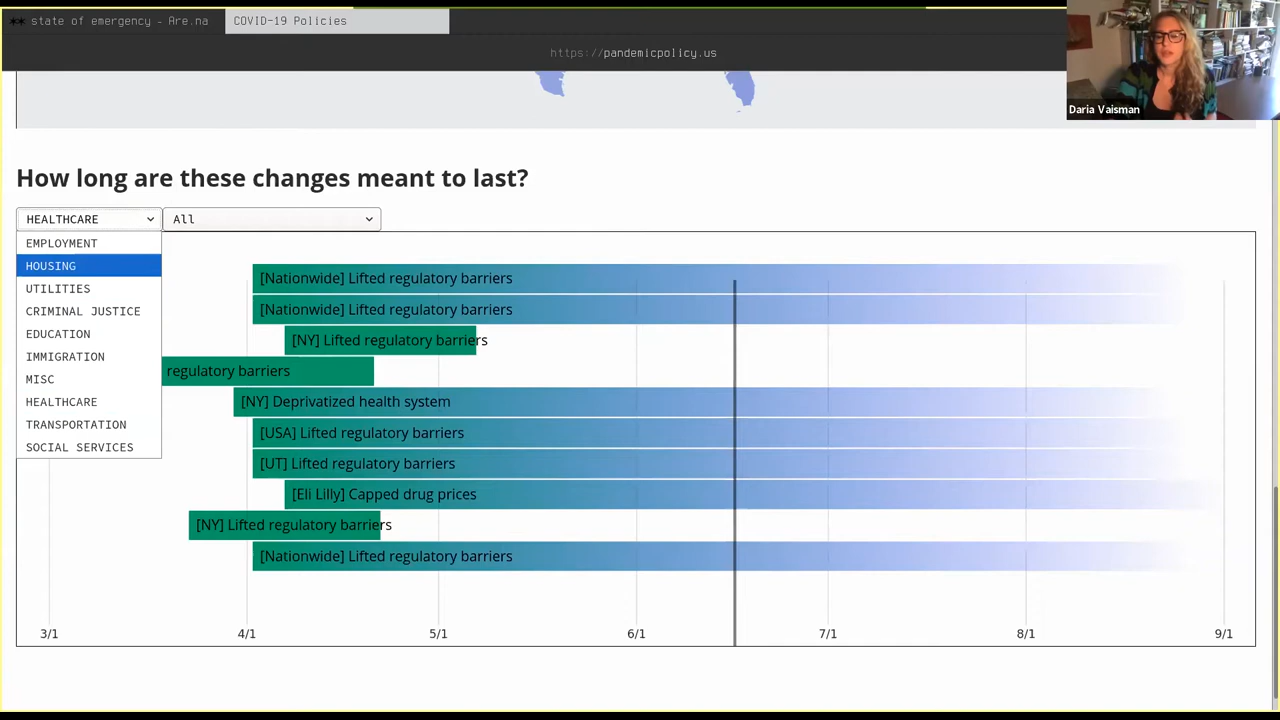 state of emergency - Are.na
COVID-19 Policies
https://pandemicpolicy.us
Daria Vaisman
How long are these changes meant to last?
HEALTHCARE
All
EMPLOYMENT
HOUSING
UTILITIES
CRIMINAL JUSTICE
EDUCATION
IMMIGRATION
MISC
HEALTHCARE
TRANSPORTATION
SOCIAL SERVICES
[Nationwide] Lifted regulatory barriers
[Nationwide] Lifted regulatory barriers
[NY] Lifted regulatory barriers
regulatory barriers
[NY] Deprivatized health system
[USA] Lifted regulatory barriers
[UT] Lifted regulatory barriers
[Eli Lilly] Capped drug prices
[NY] Lifted regulatory barriers
[Nationwide] Lifted regulatory barriers
3/1 4/1 5/1 6/1 7/1 8/1 9/1